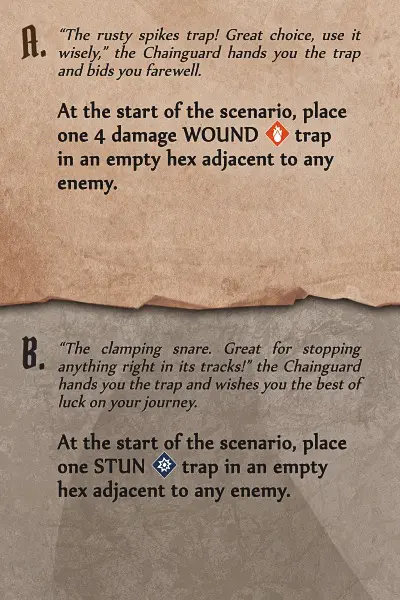 A.
“The rusty spikes trap! Great choice, use it
wisely,” the Chainguard hands you the trap
and bids you farewell.
At the start of the scenario, place
one 4 damage WOUND trap
in an empty hex adjacent to any
enemy.
B.
“The clamping snare. Great for stopping
anything right in its tracks!” the Chainguard
hands you the trap and wishes you the best of
luck on your journey.
At the start of the scenario, place
one STUN trap in an empty
hex adjacent to any enemy.